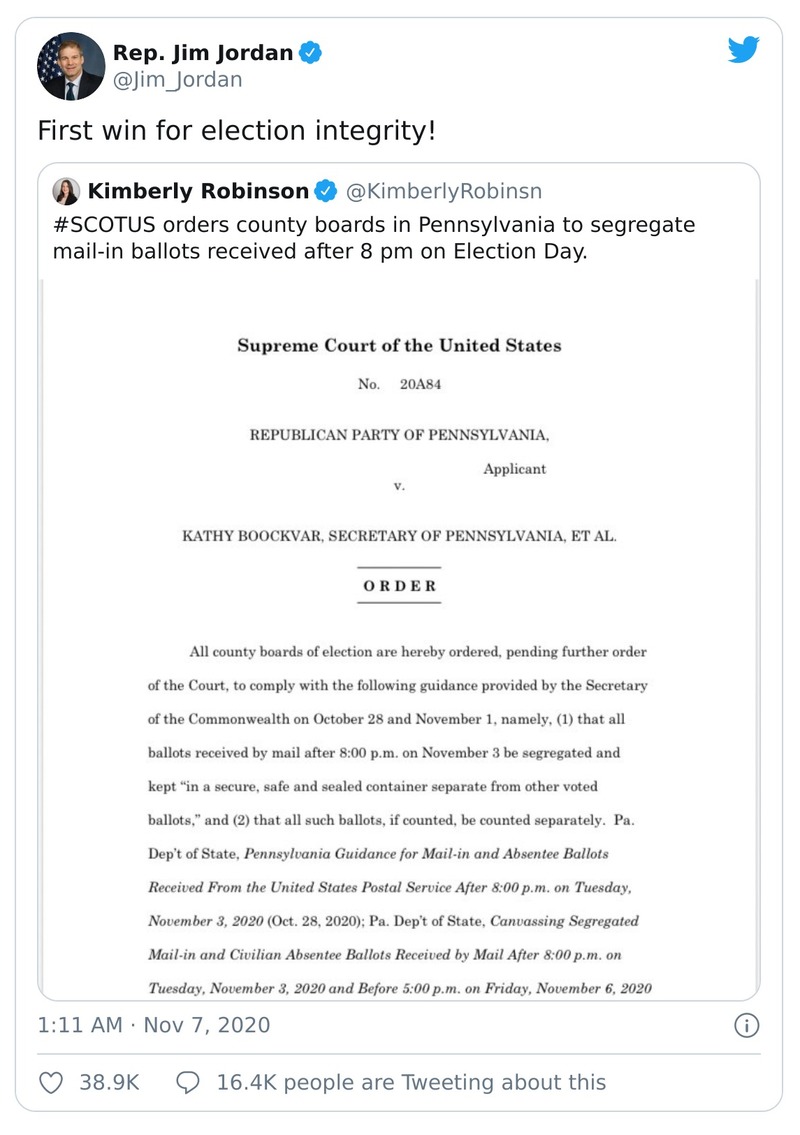 Rep. Jim Jordan
@Jim_Jordan
First win for election integrity!
Kimberly Robinson @KimberlyRobinsn
#SCOTUS orders county boards in Pennsylvania to segregate
mail-in ballots received after 8 pm on Election Day.
Supreme Court of the United States
No. 20A84
REPUBLICAN PARTY OF PENNSYLVANIA,
Applicant
v.
KATHY BOOCKVAR, SECRETARY OF PENNSYLVANIA, ET AL.
ORDER
All county boards of election are hereby ordered, pending further order
of the Court, to comply with the following guidance provided by the Secretary
of the Commonwealth on October 28 and November 1, namely, (1) that all
ballots received by mail after 8:00 p.m. on November 3 be segregated and
kept “in a secure, safe and sealed container separate from other voted
ballots,” and (2) that all such ballots, if counted, be counted separately. Pa.
Dep’t of State, Pennsylvania Guidance for Mail-in and Absentee Ballots
Received From the United States Postal Service After 8:00 p.m. on Tuesday,
November 3, 2020 (Oct. 28, 2020); Pa. Dep’t of State, Canvassing Segregated
Mail-in and Civilian Absentee Ballots Received by Mail After 8:00 p.m. on
Tuesday, November 3, 2020 and Before 5:00 p.m. on Friday, November 6, 2020
1:11 AM · Nov 7, 2020
38.9K 16.4K people are Tweeting about this